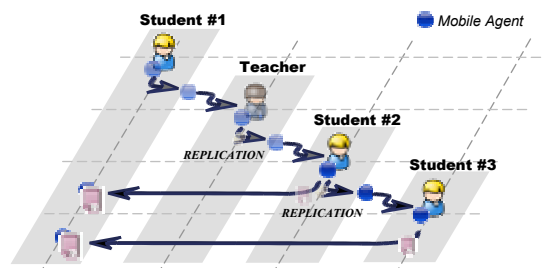 Student #1
Mobile Agent
Teacher
Student #2
REPLICATION
Student #3
REPLICATION